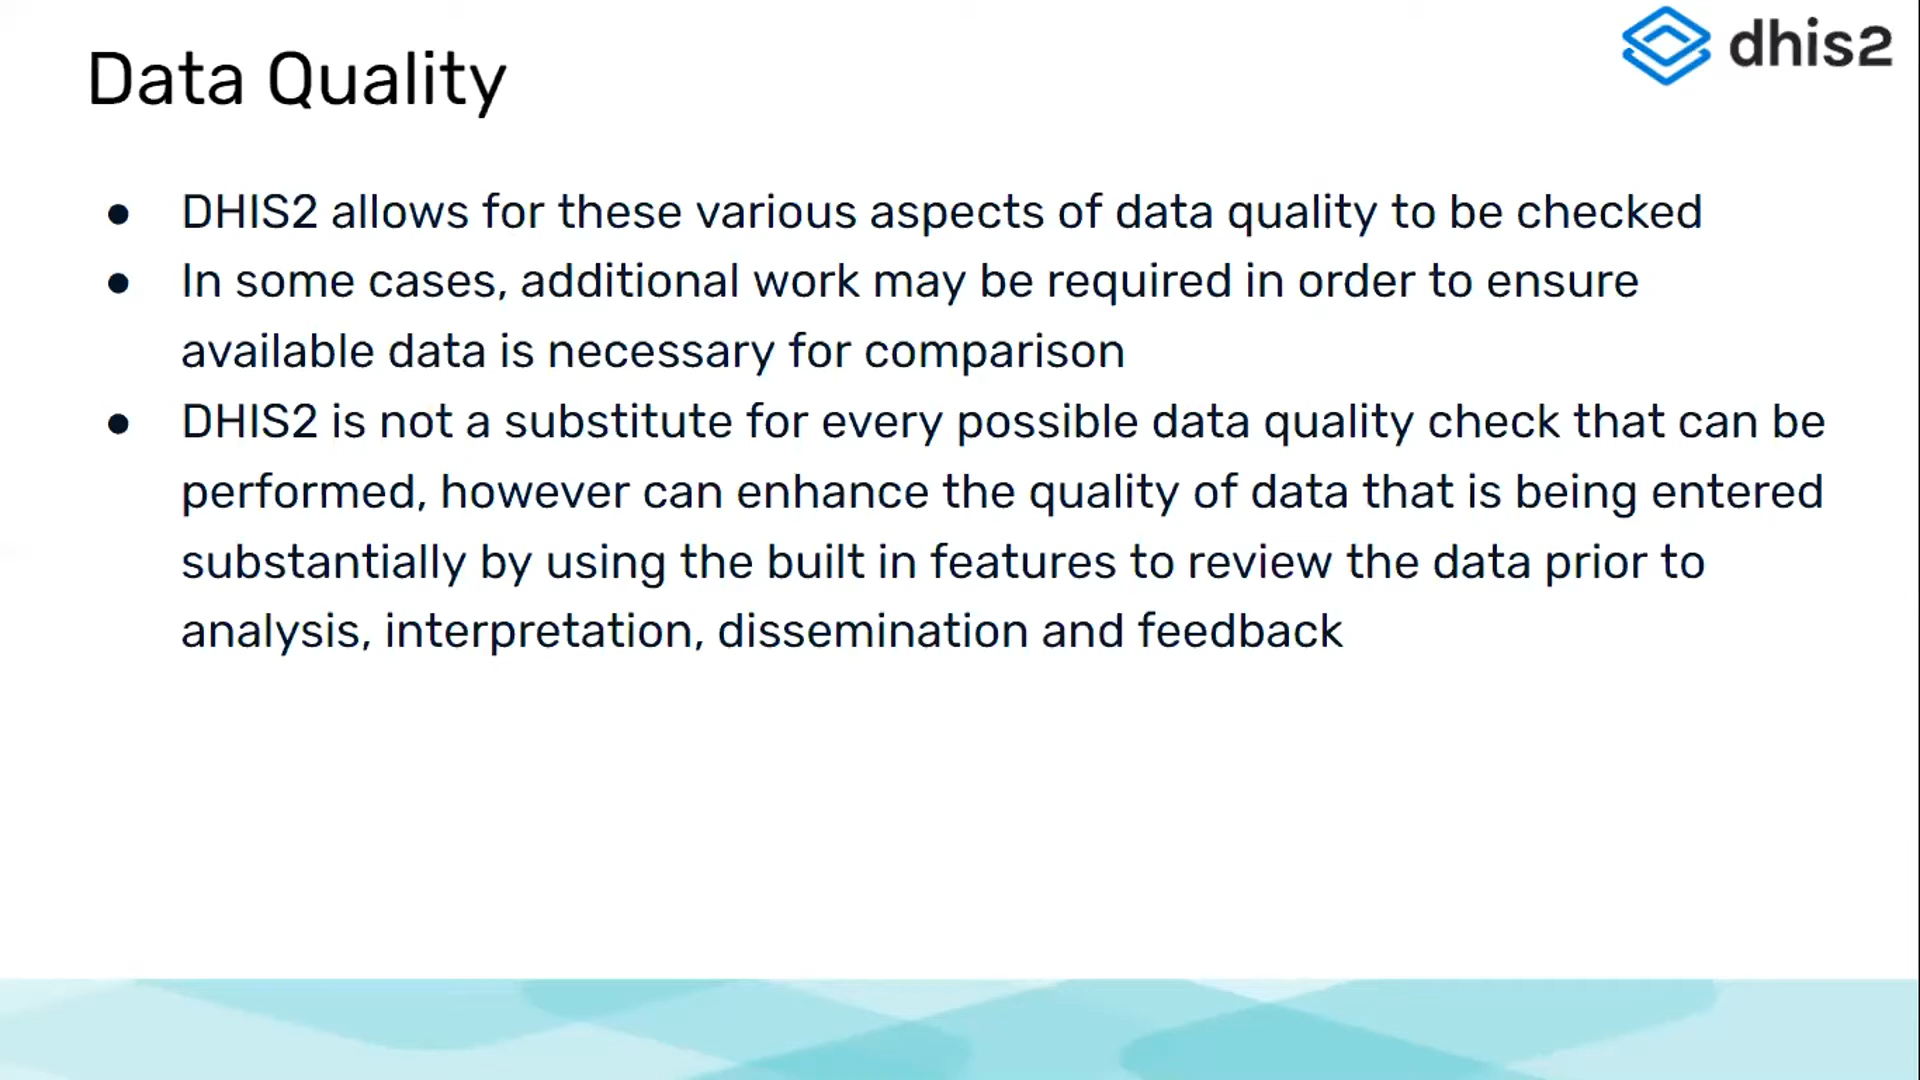 dhis2
Data Quality
● DHIS2 allows for these various aspects of data quality to be checked
● In some cases, additional work may be required in order to ensure
available data is necessary for comparison
● DHIS2 is not a substitute for every possible data quality check that can be
performed, however can enhance the quality of data that is being entered
substantially by using the built in features to review the data prior to
analysis, interpretation, dissemination and feedback